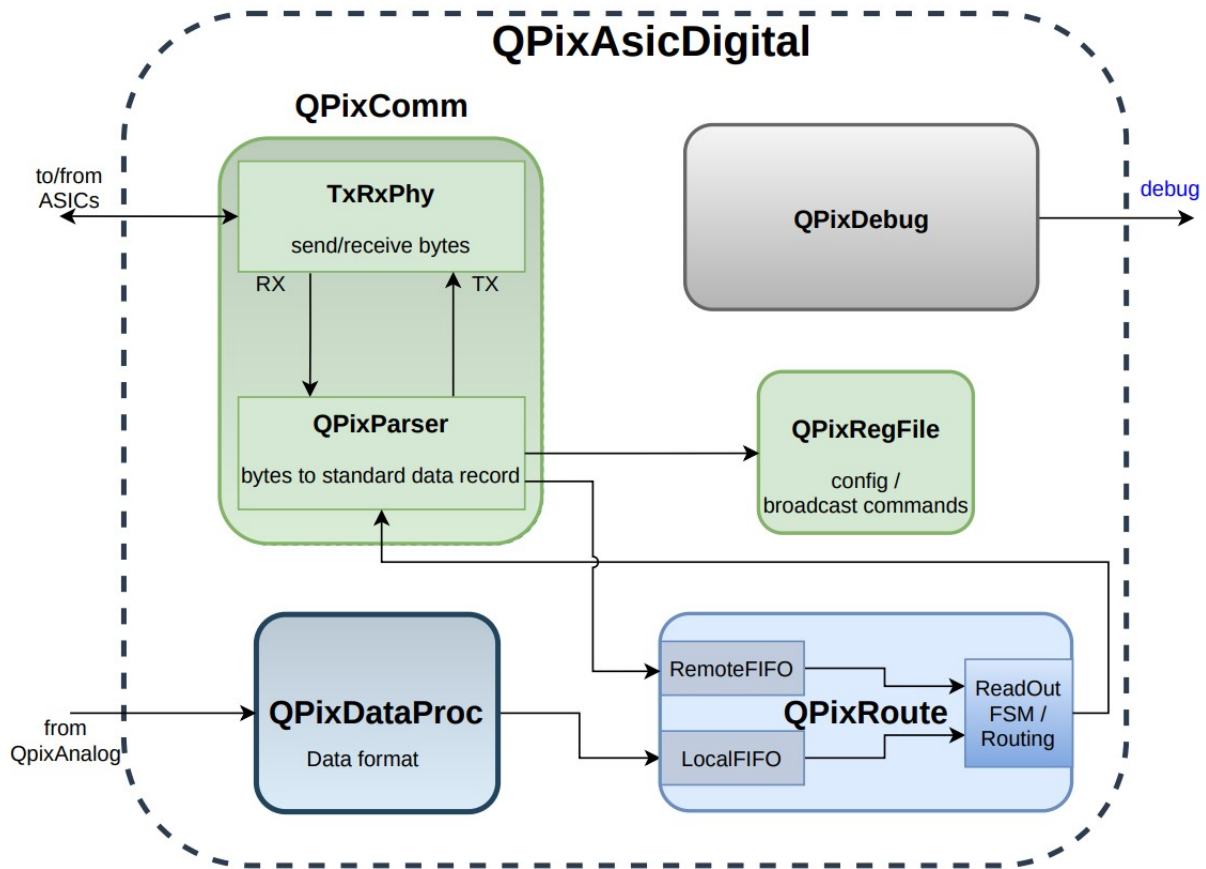 QPixAsicDigital
QPixComm
to/from
ASICs
TxRxPhy
send/receive bytes
RX
TX
QPixParser
bytes to standard data record
QPixDebug
debug
QPixRegFile
config /
broadcast commands
from
QpixAnalog
QPixDataProc
Data format
RemoteFIFO
QPixRoute
LocalFIFO
ReadOut
FSM /
Routing